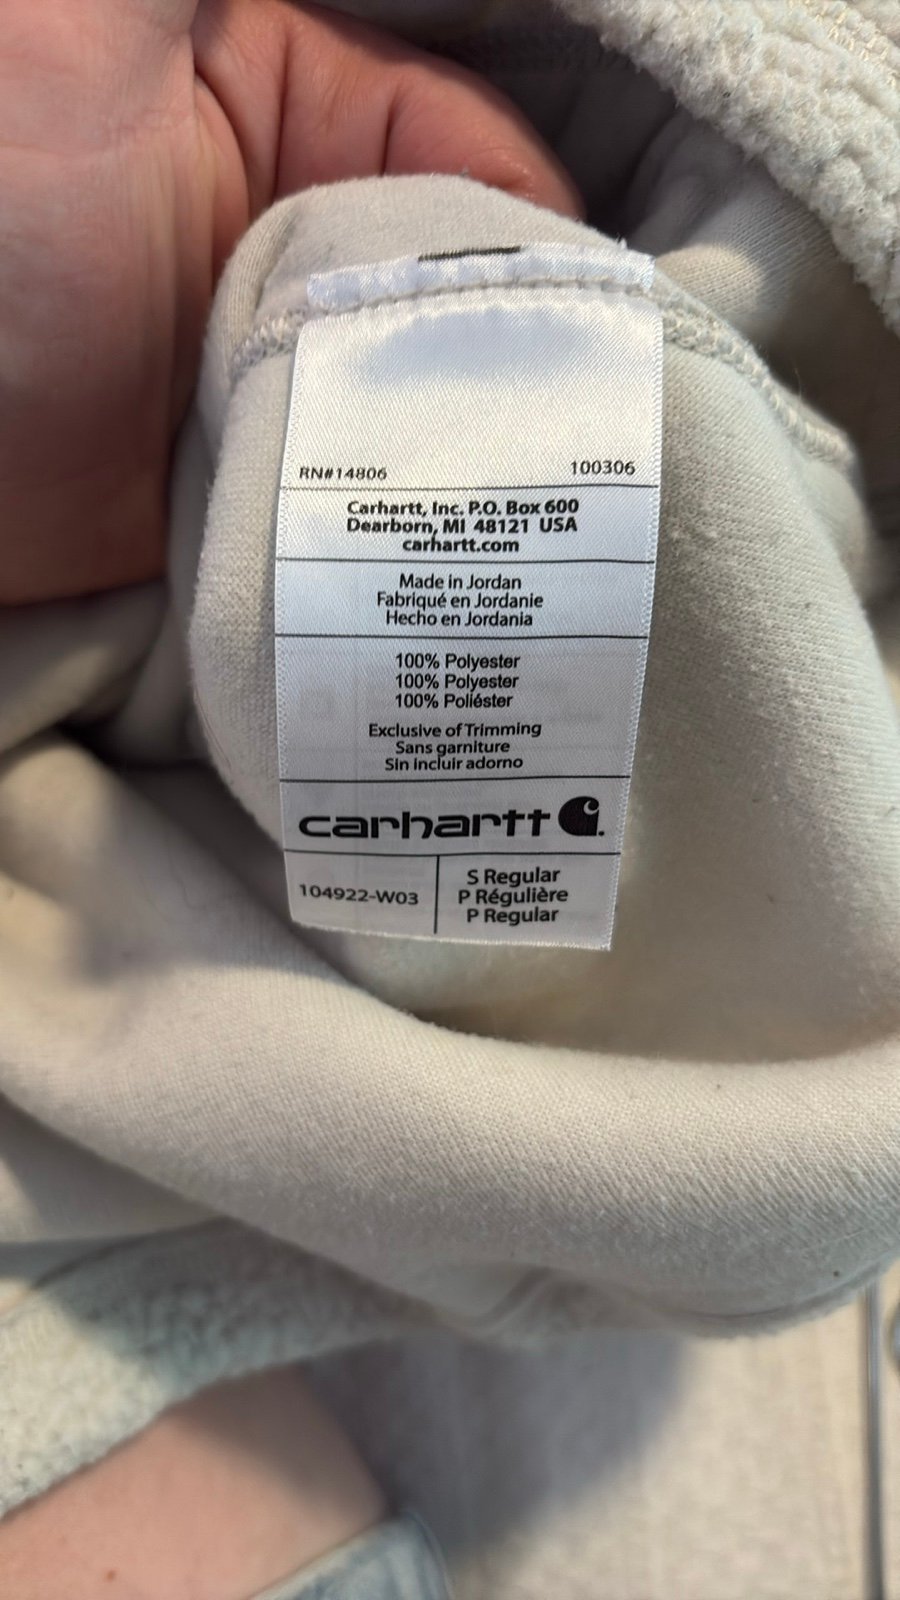 RN#14806 100306
Carhartt, Inc. P.O. Box 600
Dearborn, MI 48121 USA
carhartt.com
Made in Jordan
Fabriqué en Jordanie
Hecho en Jordania
100% Polyester
100% Polyester
100% Poliéster
Exclusive of Trimming
Sans garniture
Sin incluir adorno
carhartt
104922-W03
S Regular
P Régulière
P Regular